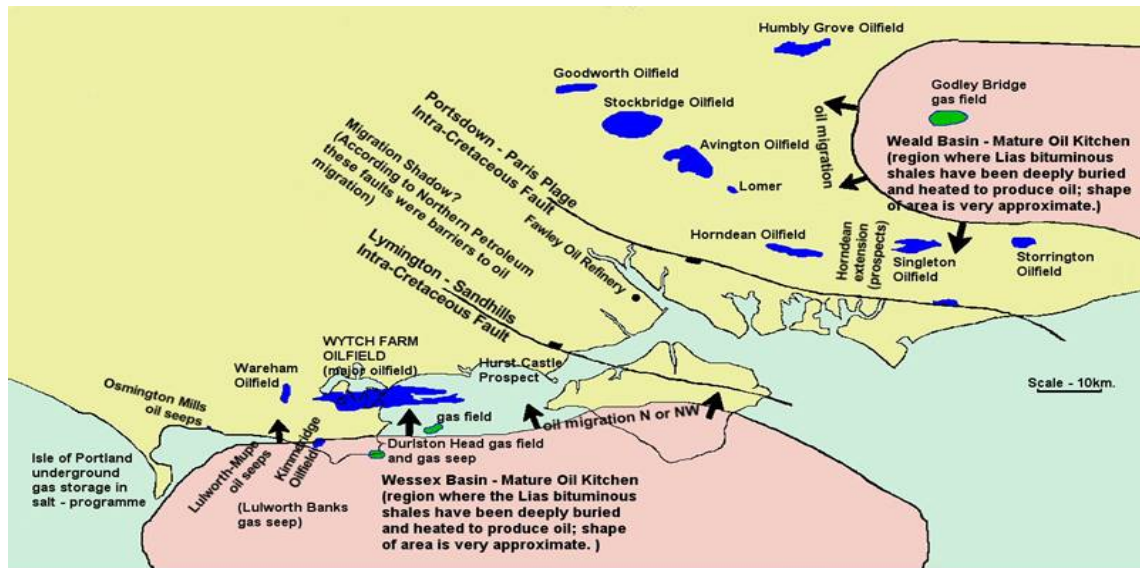 Humbly Grove Oilfield
Goodworth Oilfield
Stockbridge Oilfield
Avington Oilfield
Lomer
Godley Bridge
gas field
oil migration
Weald Basin - Mature Oil Kitchen
(region where Lias bituminous
shales have been deeply buried
and heated to produce oil; shape
of area is very approximate.)
Portsdown - Paris Plage
Intra-Cretaceous Fault
Migration Shadow?
(According to Northern Petroleum
these faults were barriers to oil
migration)
Fawley Oil Refinery
Lymington - Sandhills
Intra-Cretaceous Fault
Horndean Oilfield
Horndean
extension
(prospects)
Singleton
Oilfield
Storrington
Oilfield
WYTCH FARM
OILFIELD
(major oilfield)
Wareham
Oilfield
Hurst Castle
Prospect
Scale - 10km.
Osmington Mills
oil seeps
gas field
oil migration N or NW
Isle of Portland
underground
gas storage in
salt - programme
Lulworth-Mupe
oil seeps
Kimmridge
Oilfield
Durlston Head gas field
and gas seep
(Lulworth Banks
gas seep)
Wessex Basin - Mature Oil Kitchen
(region where the Lias bituminous
shales have been deeply buried
and heated to produce oil; shape
of area is very approximate. )